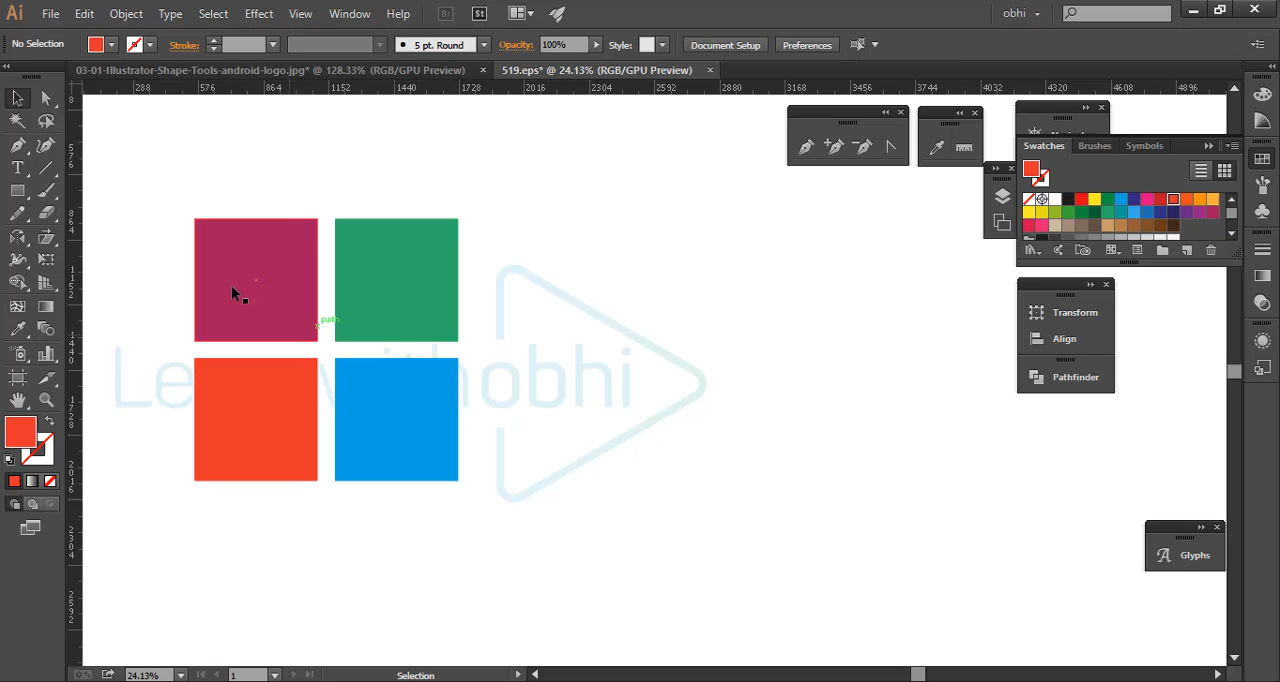 Ai File Edit Object Type Select Effect View Window Help Br St obhi
No Selection Stroke: 5 pt. Round Opacity: 100% Style: Document Setup Preferences
03-01-Illustrator-Shape-Tools-android-logo.jpg* @ 128.33% (RGB/GPU Preview) × 519.eps* @ 24.13% (RGB/GPU Preview) ×
288 576 864 1152 1440 1728 2016 2304 2592 2880 3168 3456 3744 4032 4320 4608 4896
Swatches Brushes Symbols
path
Transform
Align
Pathfinder
obhi
Glyphs
24.13% 1 Selection